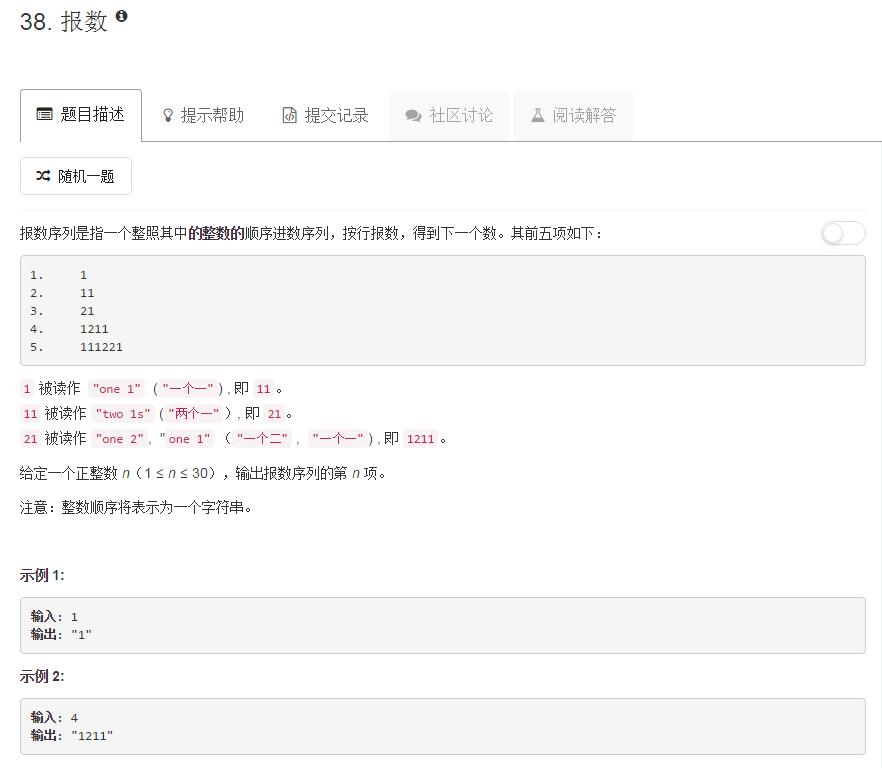 38. 报数
题目描述 提示帮助 提交记录 社区讨论 阅读解答
随机一题
报数序列是指一个整照其中的整数的顺序进数序列，按行报数，得到下一个数。其前五项如下：
1. 1
2. 11
3. 21
4. 1211
5. 111221
1 被读作 "one 1" ("一个一") , 即 11 。
11 被读作 "two 1s" ("两个一") , 即 21 。
21 被读作 "one 2", "one 1" （"一个二" , "一个一") , 即 1211 。
给定一个正整数 n（1 ≤ n ≤ 30），输出报数序列的第 n 项。
注意：整数顺序将表示为一个字符串。
示例 1:
输入: 1
输出: "1"
示例 2:
输入: 4
输出: "1211"